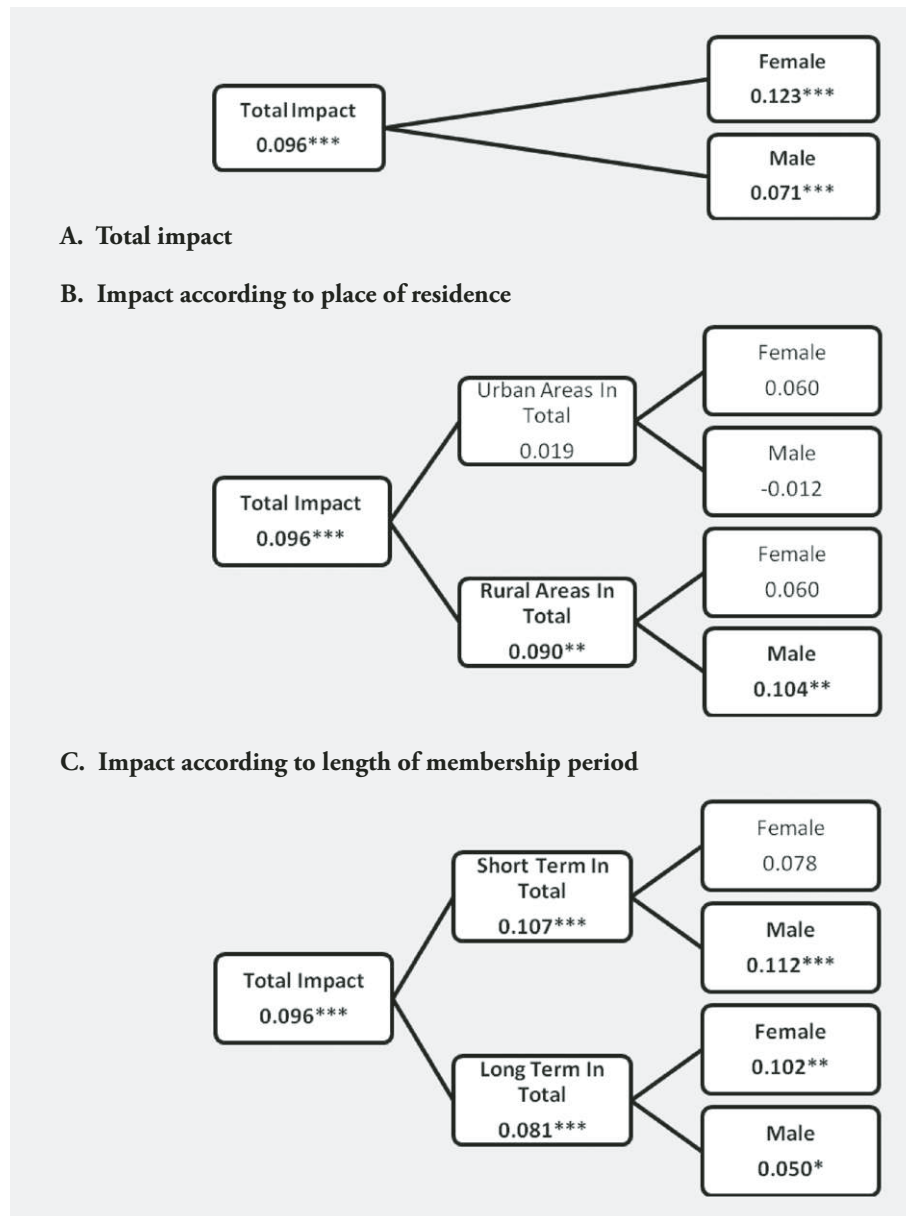 Total Impact
0.096***
Female
0.123***
Male
0.071***
A. Total impact
B. Impact according to place of residence
Total Impact
0.096***
Urban Areas In
Total
0.019
Female
0.060
Male
-0.012
Rural Areas In
Total
0.090**
Female
0.060
Male
0.104**
C. Impact according to length of membership period
Total Impact
0.096***
Short Term In
Total
0.107***
Female
0.078
Male
0.112***
Long Term In
Total
0.081***
Female
0.102**
Male
0.050*